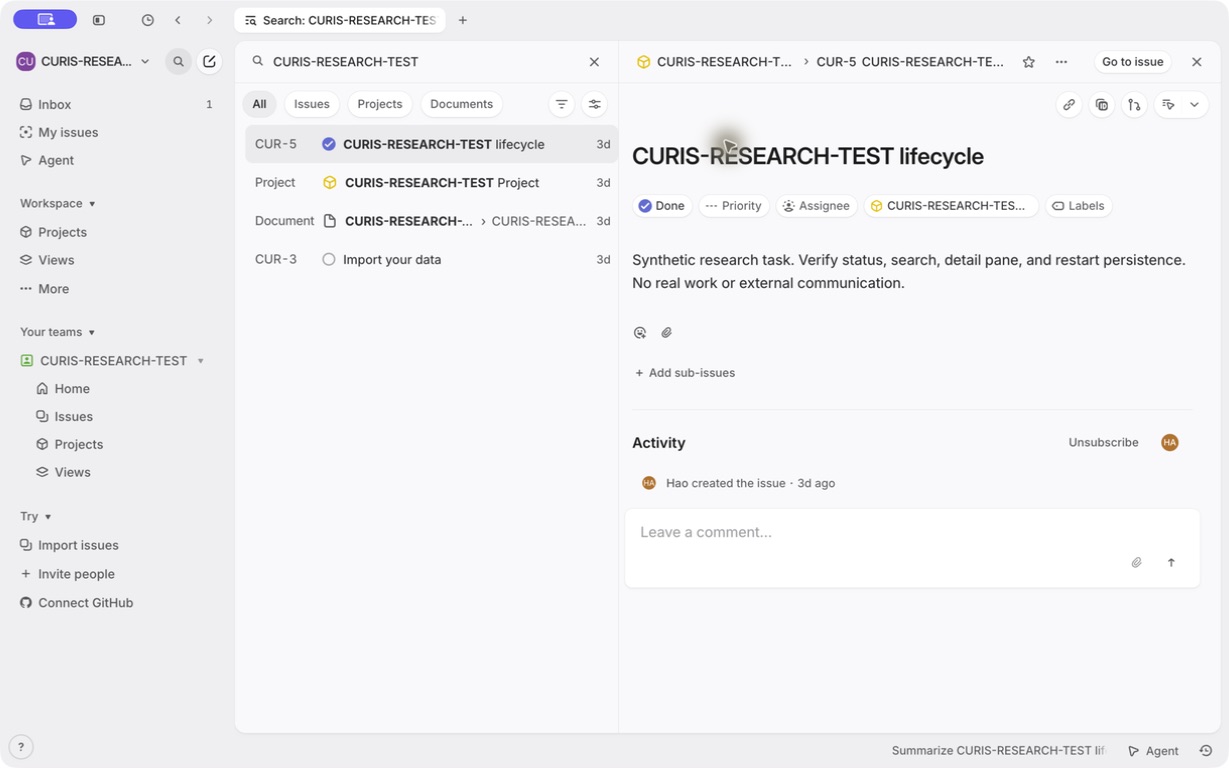 Search: CURIS-RESEARCH-TES
CU CURIS-RESEA...
Inbox 1
My issues
Agent
Workspace
Projects
Views
More
Your teams
CURIS-RESEARCH-TEST
Home
Issues
Projects
Views
Try
Import issues
Invite people
Connect GitHub
?
CURIS-RESEARCH-TEST
All Issues Projects Documents
CUR-5 CURIS-RESEARCH-TEST lifecycle 3d
Project CURIS-RESEARCH-TEST Project 3d
Document CURIS-RESEARCH-... › CURIS-RESEA... 3d
CUR-3 Import your data 3d
CURIS-RESEARCH-T... › CUR-5 CURIS-RESEARCH-TE... Go to issue
CURIS-RESEARCH-TEST lifecycle
Done Priority Assignee CURIS-RESEARCH-TES... Labels
Synthetic research task. Verify status, search, detail pane, and restart persistence.
No real work or external communication.
+ Add sub-issues
Activity Unsubscribe HA
HA Hao created the issue · 3d ago
Leave a comment...
Summarize CURIS-RESEARCH-TEST lif Agent